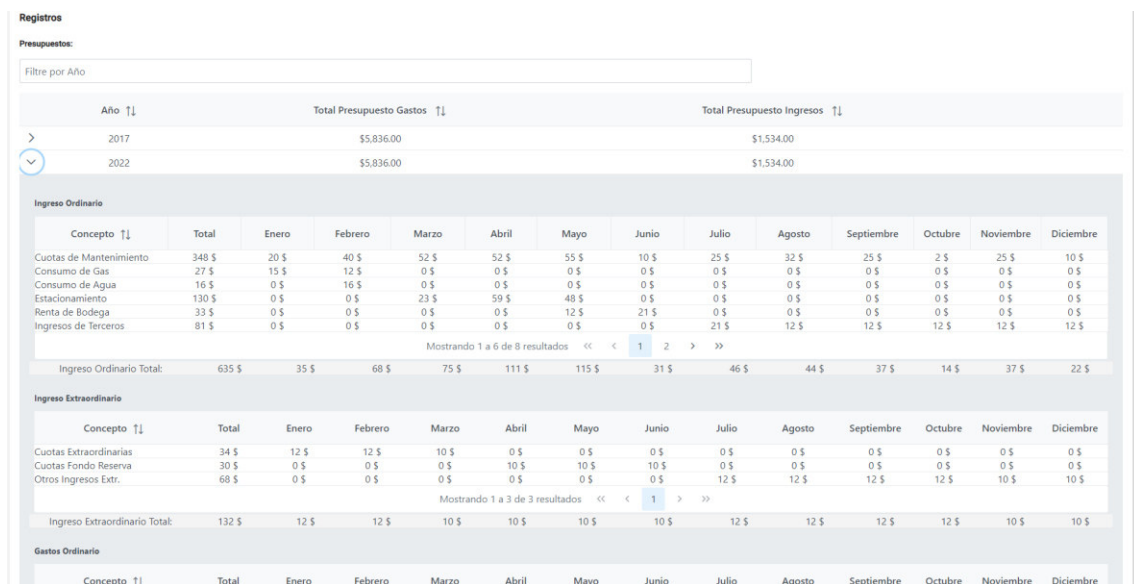 Registros
Presupuestos:
Filtre por Año
Año Total Presupuesto Gastos Total Presupuesto Ingresos
2017 $5,836.00 $1,534.00
2022 $5,836.00 $1,534.00
Ingreso Ordinario
Concepto Total Enero Febrero Marzo Abril Mayo Junio Julio Agosto Septiembre Octubre Noviembre Diciembre
Cuotas de Mantenimiento 348 $ 20 $ 40 $ 52 $ 52 $ 55 $ 10 $ 25 $ 32 $ 25 $ 2 $ 25 $ 10 $
Consumo de Gas 27 $ 15 $ 12 $ 0 $ 0 $ 0 $ 0 $ 0 $ 0 $ 0 $ 0 $ 0 $ 0 $
Consumo de Agua 16 $ 0 $ 16 $ 0 $ 0 $ 0 $ 0 $ 0 $ 0 $ 0 $ 0 $ 0 $ 0 $
Estacionamiento 130 $ 0 $ 0 $ 23 $ 59 $ 48 $ 0 $ 0 $ 0 $ 0 $ 0 $ 0 $ 0 $
Renta de Bodega 33 $ 0 $ 0 $ 0 $ 0 $ 12 $ 21 $ 0 $ 0 $ 0 $ 0 $ 0 $ 0 $
Ingresos de Terceros 81 $ 0 $ 0 $ 0 $ 0 $ 0 $ 0 $ 21 $ 12 $ 12 $ 12 $ 12 $ 12 $
Mostrando 1 a 6 de 8 resultados « ‹ 1 2 › »
Ingreso Ordinario Total: 635 $ 35 $ 68 $ 75 $ 111 $ 115 $ 31 $ 46 $ 44 $ 37 $ 14 $ 37 $ 22 $
Ingreso Extraordinario
Concepto Total Enero Febrero Marzo Abril Mayo Junio Julio Agosto Septiembre Octubre Noviembre Diciembre
Cuotas Extraordinarias 34 $ 12 $ 12 $ 10 $ 0 $ 0 $ 0 $ 0 $ 0 $ 0 $ 0 $ 0 $ 0 $
Cuotas Fondo Reserva 30 $ 0 $ 0 $ 0 $ 10 $ 10 $ 10 $ 0 $ 0 $ 0 $ 0 $ 0 $ 0 $
Otros Ingresos Extr. 68 $ 0 $ 0 $ 0 $ 0 $ 0 $ 0 $ 12 $ 12 $ 12 $ 12 $ 10 $ 10 $
Mostrando 1 a 3 de 3 resultados « ‹ 1 › »
Ingreso Extraordinario Total: 132 $ 12 $ 12 $ 10 $ 10 $ 10 $ 10 $ 12 $ 12 $ 12 $ 12 $ 10 $ 10 $
Gastos Ordinario
Concepto Total Enero Febrero Marzo Abril Mayo Junio Julio Agosto Septiembre Octubre Noviembre Diciembre